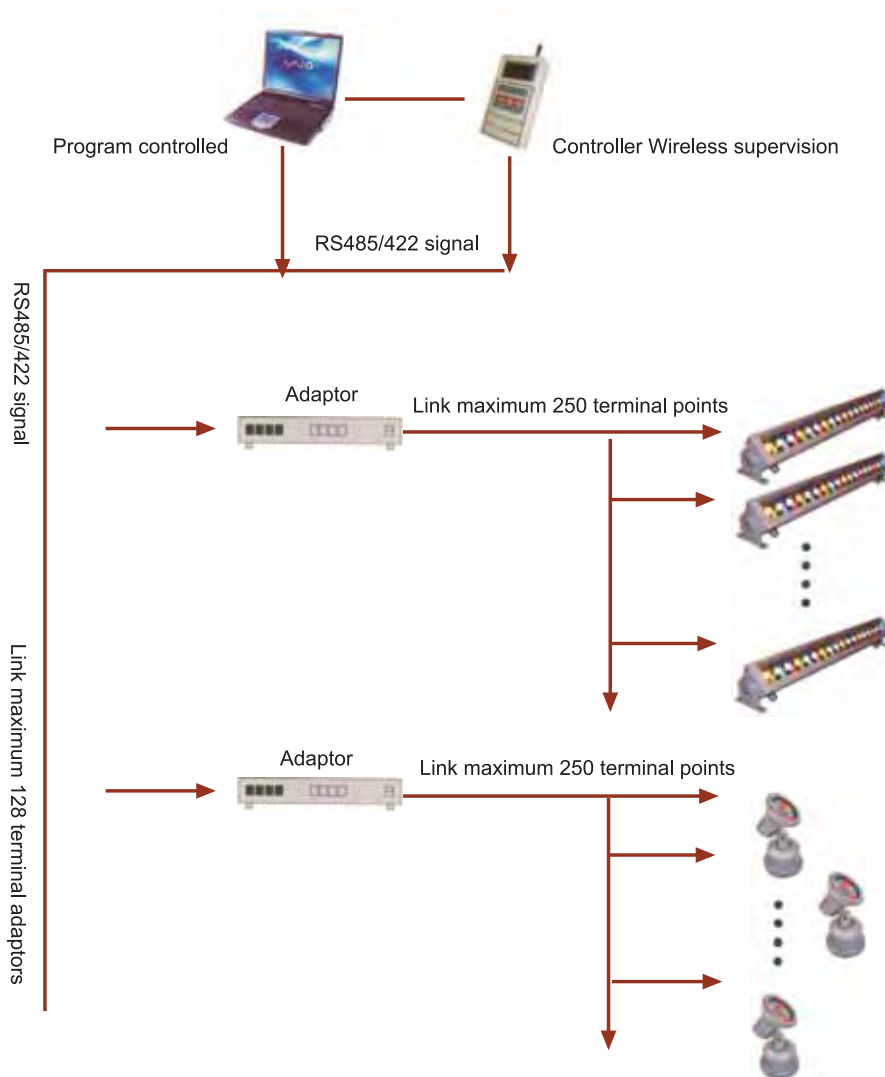 Program controlled
Controller Wireless supervision
RS485/422 signal
RS485/422 signal
Adaptor
Link maximum 250 terminal points
Link maximum 128 terminal adaptors
Adaptor
Link maximum 250 terminal points